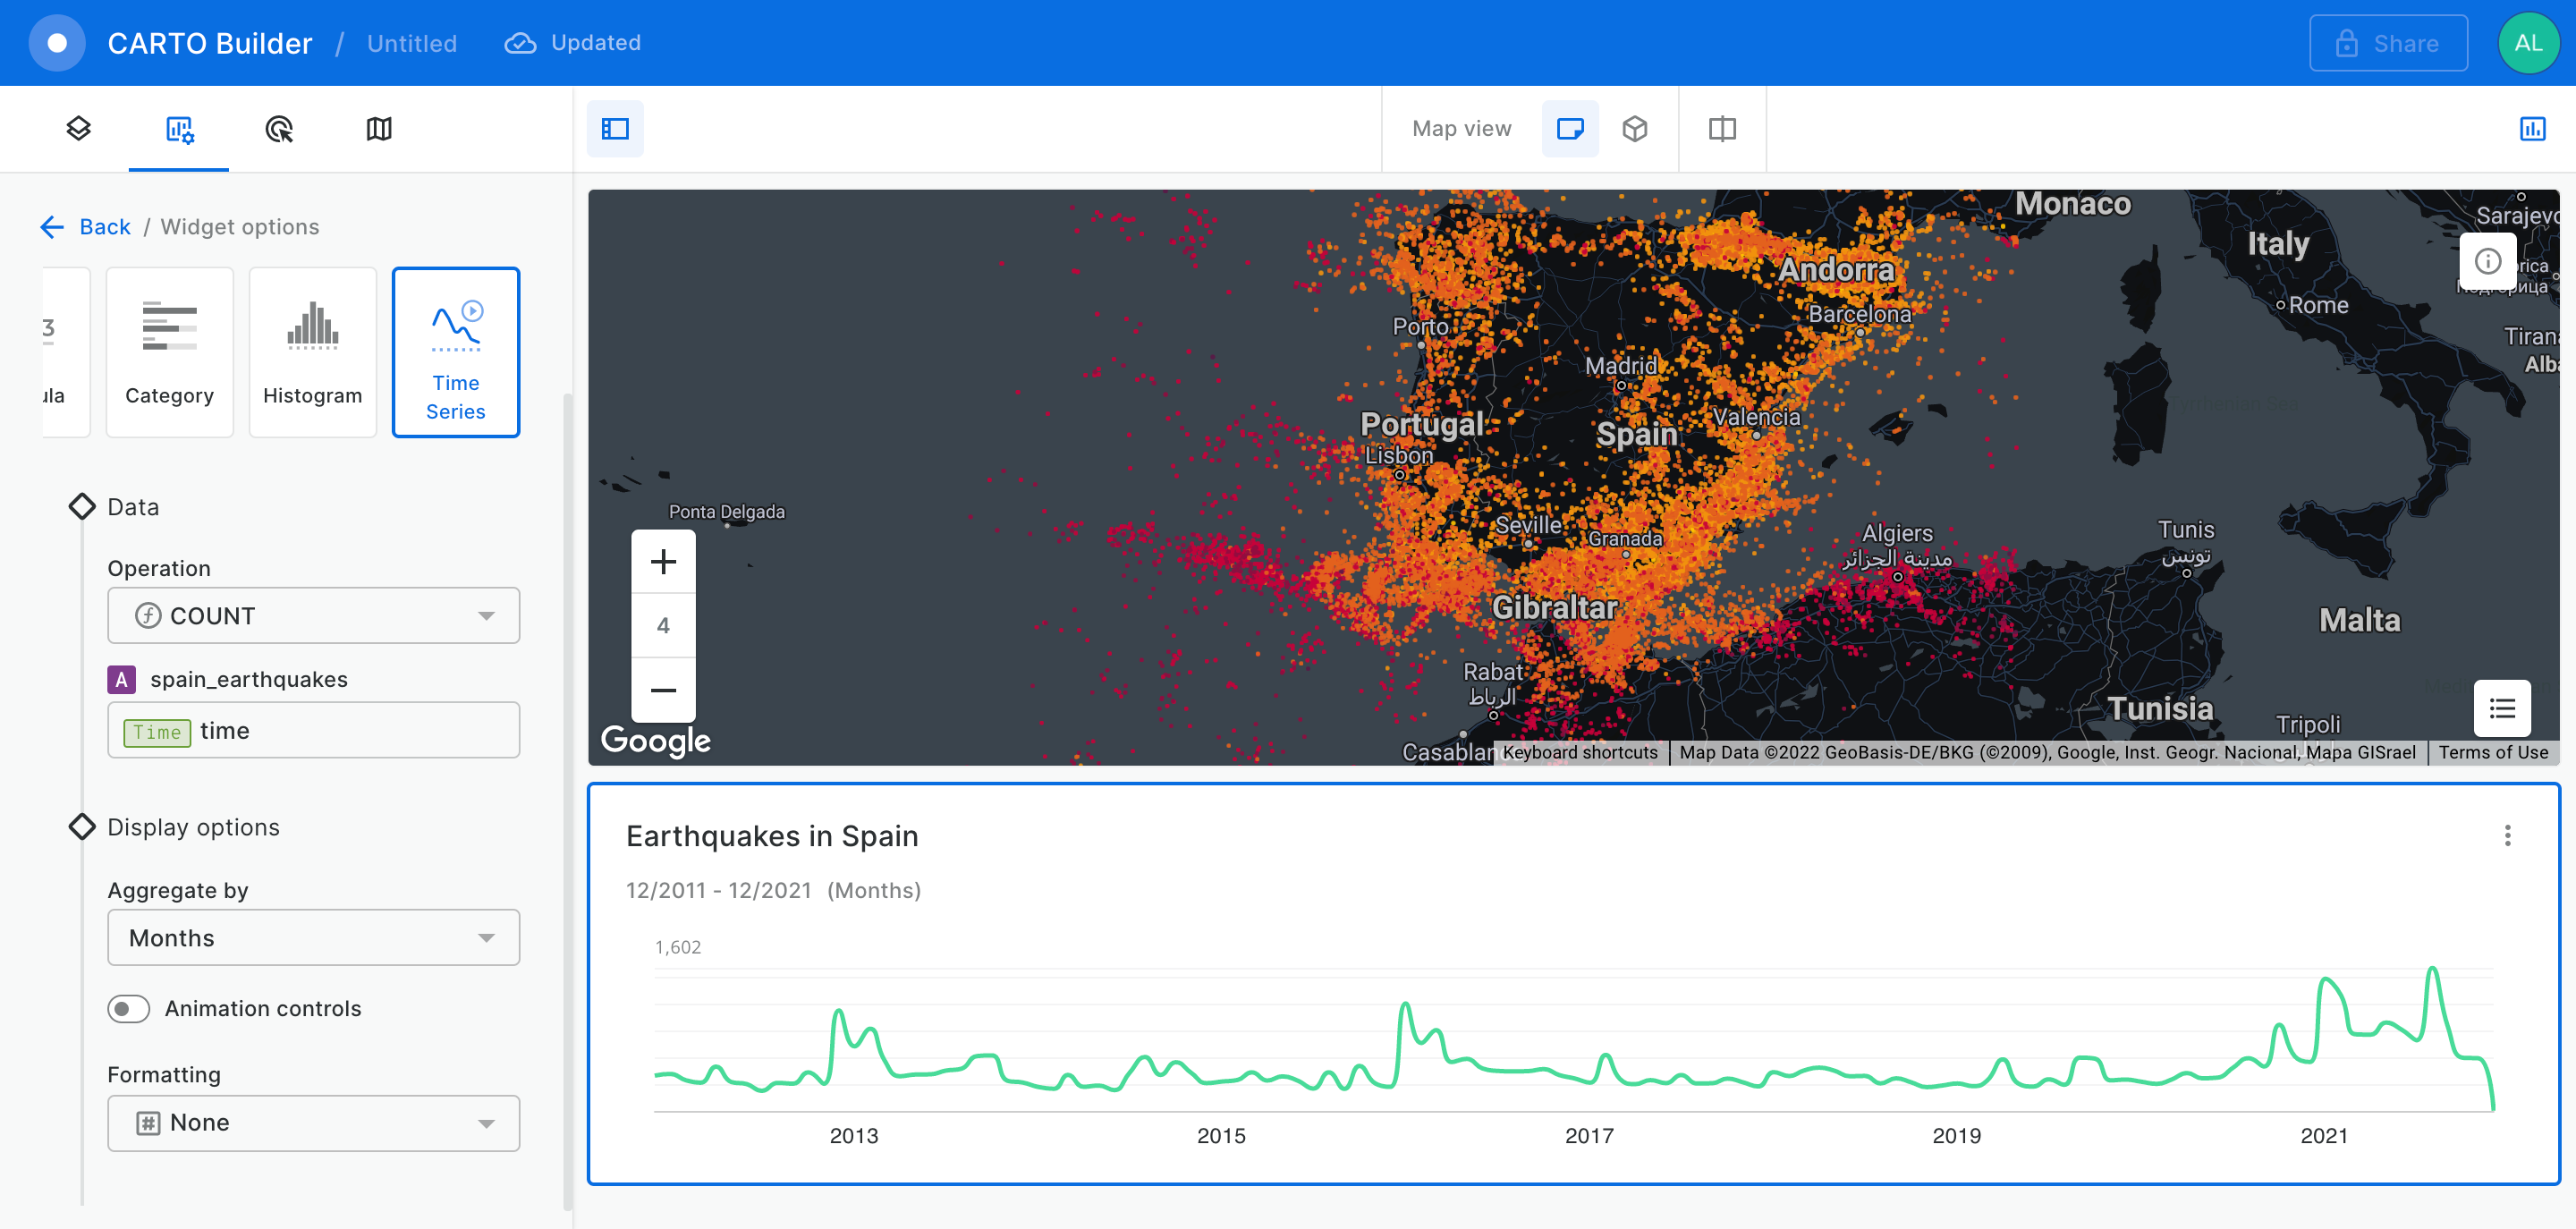 CARTO Builder / Untitled Updated
Share
AL
Map view
Back / Widget options
3
ula
Category
Histogram
Time
Series
Data
Operation
COUNT
A spain_earthquakes
Time time
Display options
Aggregate by
Months
Animation controls
Formatting
# None
Monaco
Sarajevo
Italy
Andorra
Rome
Barcelona
Porto
Tirana
Madrid
Alba
Valencia
Portugal
Spain
Lisbon
Ponta Delgada
Seville
Granada
Algiers
مدينة الجزائر
Tunis
تونس
Gibraltar
Malta
4
Rabat
الرباط
Tunisia
Tripoli
Google
Casablanc
Keyboard shortcuts
Map Data ©2022 GeoBasis-DE/BKG (©2009), Google, Inst. Geogr. Nacional, Mapa GISrael
Terms of Use
Earthquakes in Spain
12/2011 - 12/2021 (Months)
1,602
2013
2015
2017
2019
2021